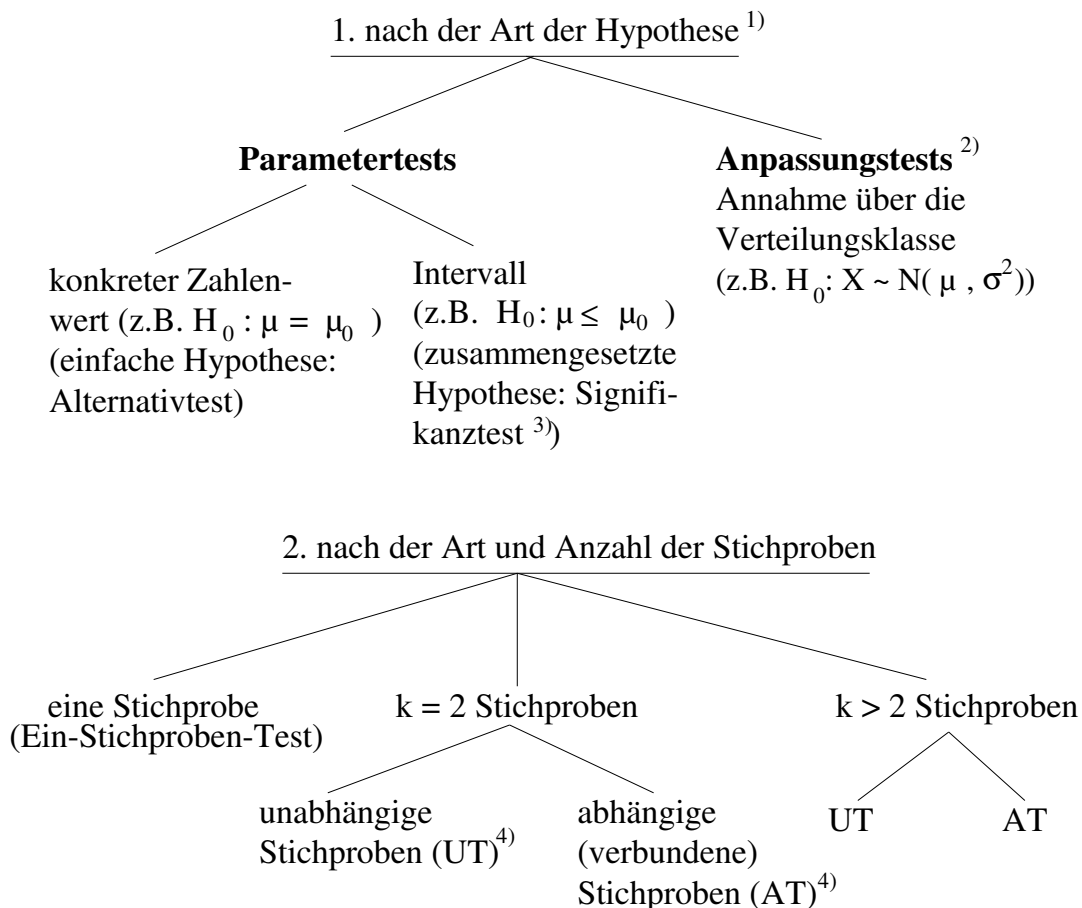 1. nach der Art der Hypothese 1)
Parametertests
konkreter Zahlen-
wert (z.B. H0 : μ = μ0 )
(einfache Hypothese:
Alternativtest)
Intervall
(z.B. H0 : μ ≤ μ0 )
(zusammengesetzte
Hypothese: Signifi-
kanztest 3))
Anpassungstests 2)
Annahme über die
Verteilungsklasse
(z.B. H0: X ~ N( μ , σ2))
2. nach der Art und Anzahl der Stichproben
eine Stichprobe
(Ein-Stichproben-Test)
k = 2 Stichproben
unabhängige
Stichproben (UT)4)
abhängige
(verbundene)
Stichproben (AT)4)
k > 2 Stichproben
UT
AT